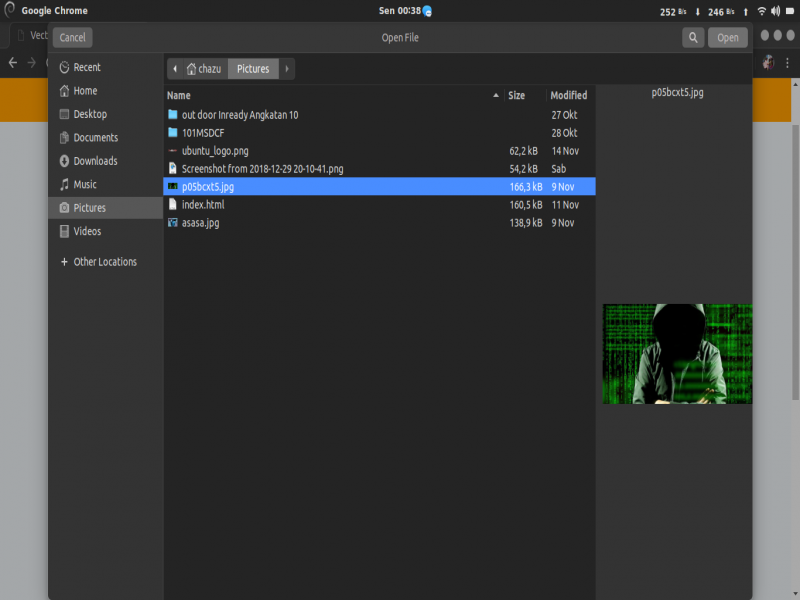 Google Chrome
Sen 00:38
252 B/s ↓ 246 B/s ↑
Vect
Cancel
Open File
Open
Recent
Home
Desktop
Documents
Downloads
Music
Pictures
Videos
+ Other Locations
chazu Pictures
Name Size Modified
out door Inready Angkatan 10 27 Okt
101MSDCF 28 Okt
ubuntu_logo.png 62,2 kB 14 Nov
Screenshot from 2018-12-29 20-10-41.png 54,2 kB Sab
p05bcxt5.jpg 166,3 kB 9 Nov
index.html 160,5 kB 11 Nov
asasa.jpg 138,9 kB 9 Nov
p05bcxt5.jpg